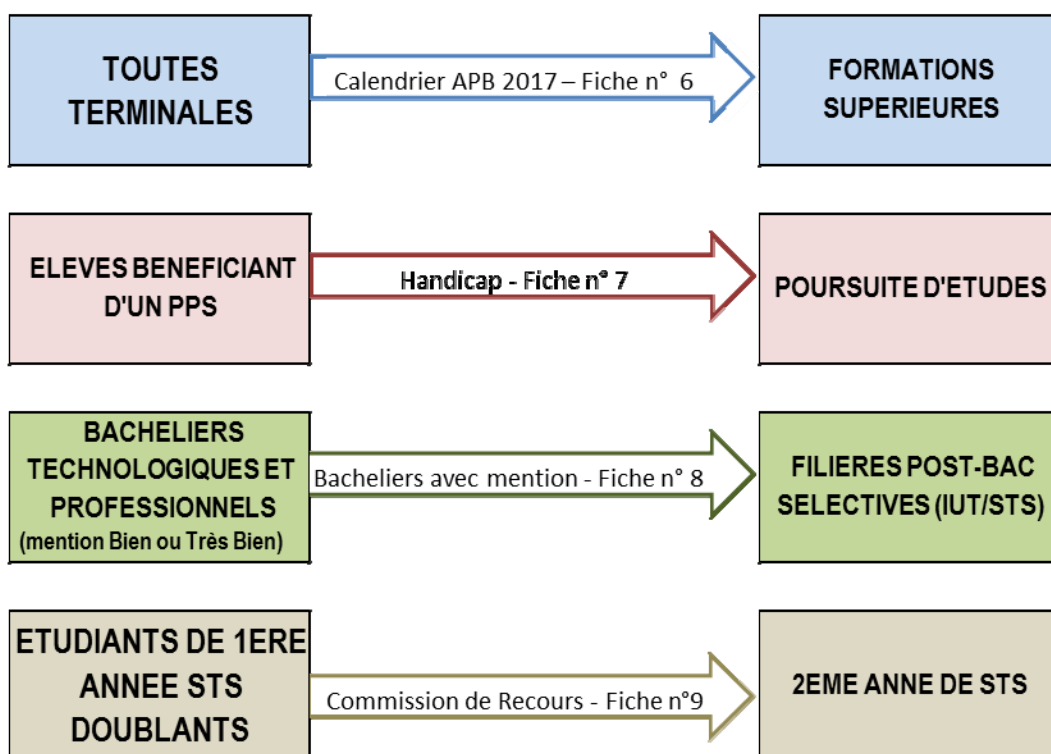 TOUTES
TERMINALES
Calendrier APB 2017 – Fiche n° 6
FORMATIONS
SUPERIEURES
ELEVES BENEFICIANT
D'UN PPS
Handicap - Fiche n° 7
POURSUITE D'ETUDES
BACHELIERS
TECHNOLOGIQUES ET
PROFESSIONNELS
(mention Bien ou Très Bien)
Bacheliers avec mention - Fiche n° 8
FILIERES POST-BAC
SELECTIVES (IUT/STS)
ETUDIANTS DE 1ERE
ANNEE STS
DOUBLANTS
Commission de Recours - Fiche n°9
2EME ANNE DE STS